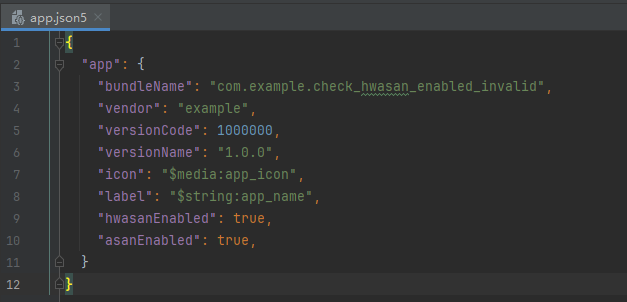 app.json5
1 {
2 "app": {
3 "bundleName": "com.example.check_hwasan_enabled_invalid",
4 "vendor": "example",
5 "versionCode": 1000000,
6 "versionName": "1.0.0",
7 "icon": "$media:app_icon",
8 "label": "$string:app_name",
9 "hwasanEnabled": true,
10 "asanEnabled": true,
11 }
12 }